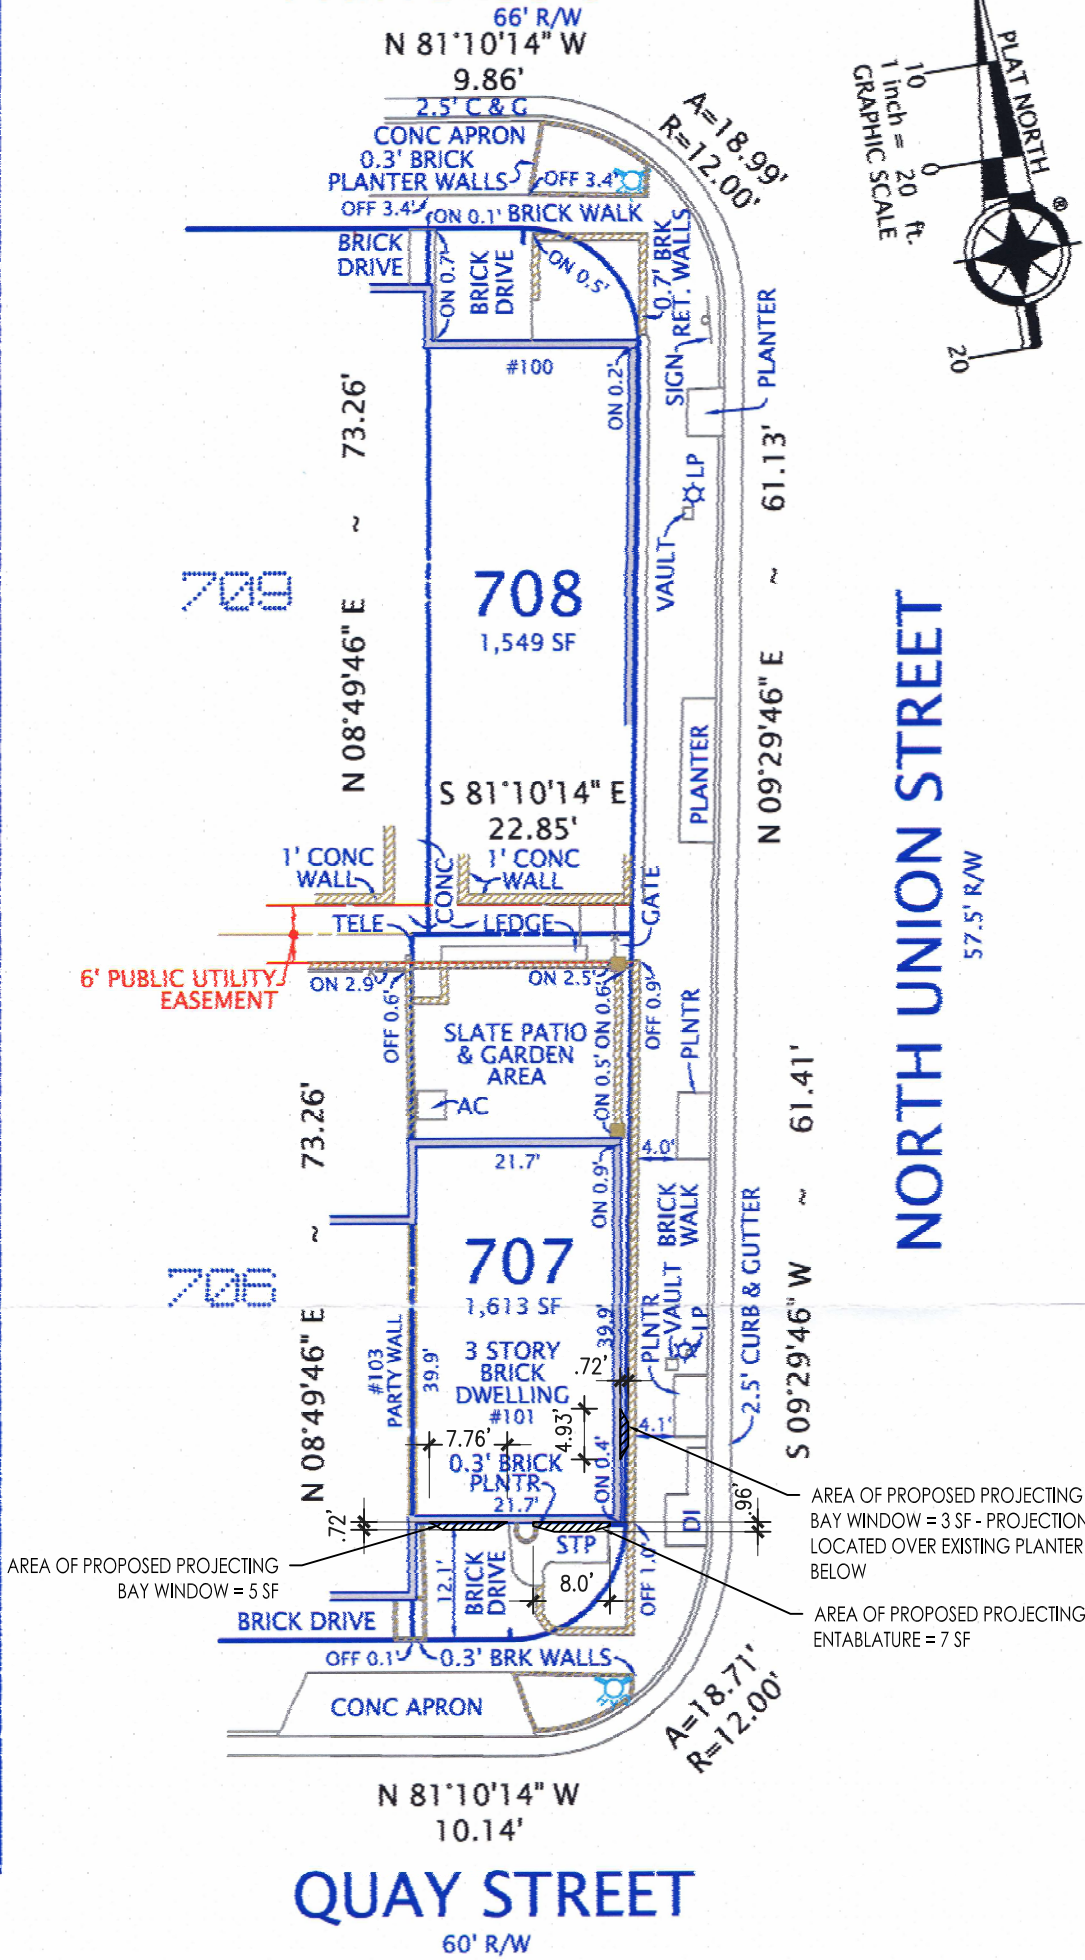 66' R/W
N 81°10'14" W
9.86'
2.5' C & G
CONC APRON
0.3' BRICK
PLANTER WALLS
OFF 3.4'
OFF 3.4'
ON 0.1'
BRICK WALK
A=18.99'
R=12.00'
PLAT NORTH
®
10
0
20
1 inch = 20 ft.
GRAPHIC SCALE
BRICK
DRIVE
ON 0.7'
BRICK
DRIVE
ON 0.5'
0.7' BRK
RET. WALLS
SIGN
PLANTER
#100
ON 0.2'
73.26'
~
N 08°49'46" E
61.13'
~
N 09°29'46" E
LP
VAULT
709
708
1,549 SF
PLANTER
S 81°10'14" E
22.85'
1' CONC
WALL
CONC
1' CONC
WALL
GATE
TELE
LEDGE
6' PUBLIC UTILITY
EASEMENT
ON 2.9'
ON 2.5'
OFF 0.6'
ON 0.6'
ON 0.5'
OFF 0.9'
SLATE PATIO
& GARDEN
AREA
AC
PLNTR
NORTH UNION STREET
57.5' R/W
73.26'
~
N 08°49'46" E
61.41'
~
S 09°29'46" W
21.7'
4.0'
ON 0.9'
BRICK
WALK
2.5' CURB & GUTTER
706
707
1,613 SF
3 STORY
BRICK
DWELLING
#101
#103
PARTY WALL
39.9'
39.9'
PLNTR
VAULT
LP
.72'
4.93'
4.1'
7.76'
0.3' BRICK
PLNTR
ON 0.4'
21.7'
.72'
.96'
DI
AREA OF PROPOSED PROJECTING
BAY WINDOW = 3 SF - PROJECTION
LOCATED OVER EXISTING PLANTER
BELOW
AREA OF PROPOSED PROJECTING
BAY WINDOW = 5 SF
STP
12.1'
BRICK
DRIVE
8.0'
OFF 1.0'
AREA OF PROPOSED PROJECTING
ENTABLATURE = 7 SF
BRICK DRIVE
OFF 0.1'
0.3' BRK WALLS
CONC APRON
A=18.71'
R=12.00'
N 81°10'14" W
10.14'
QUAY STREET
60' R/W